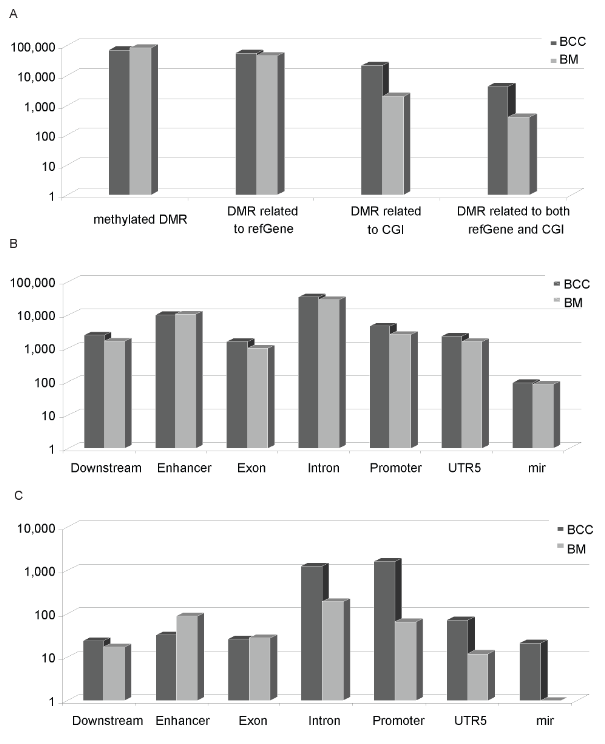 A
100,000
10,000
1,000
100
10
1
BCC
BM
methylated DMR
DMR related
to refGene
DMR related
to CGI
DMR related to both
refGene and CGI
B
100,000
10,000
1,000
100
10
1
BCC
BM
Downstream Enhancer Exon Intron Promoter UTR5 mir
C
10,000
1,000
100
10
1
BCC
BM
Downstream Enhancer Exon Intron Promoter UTR5 mir